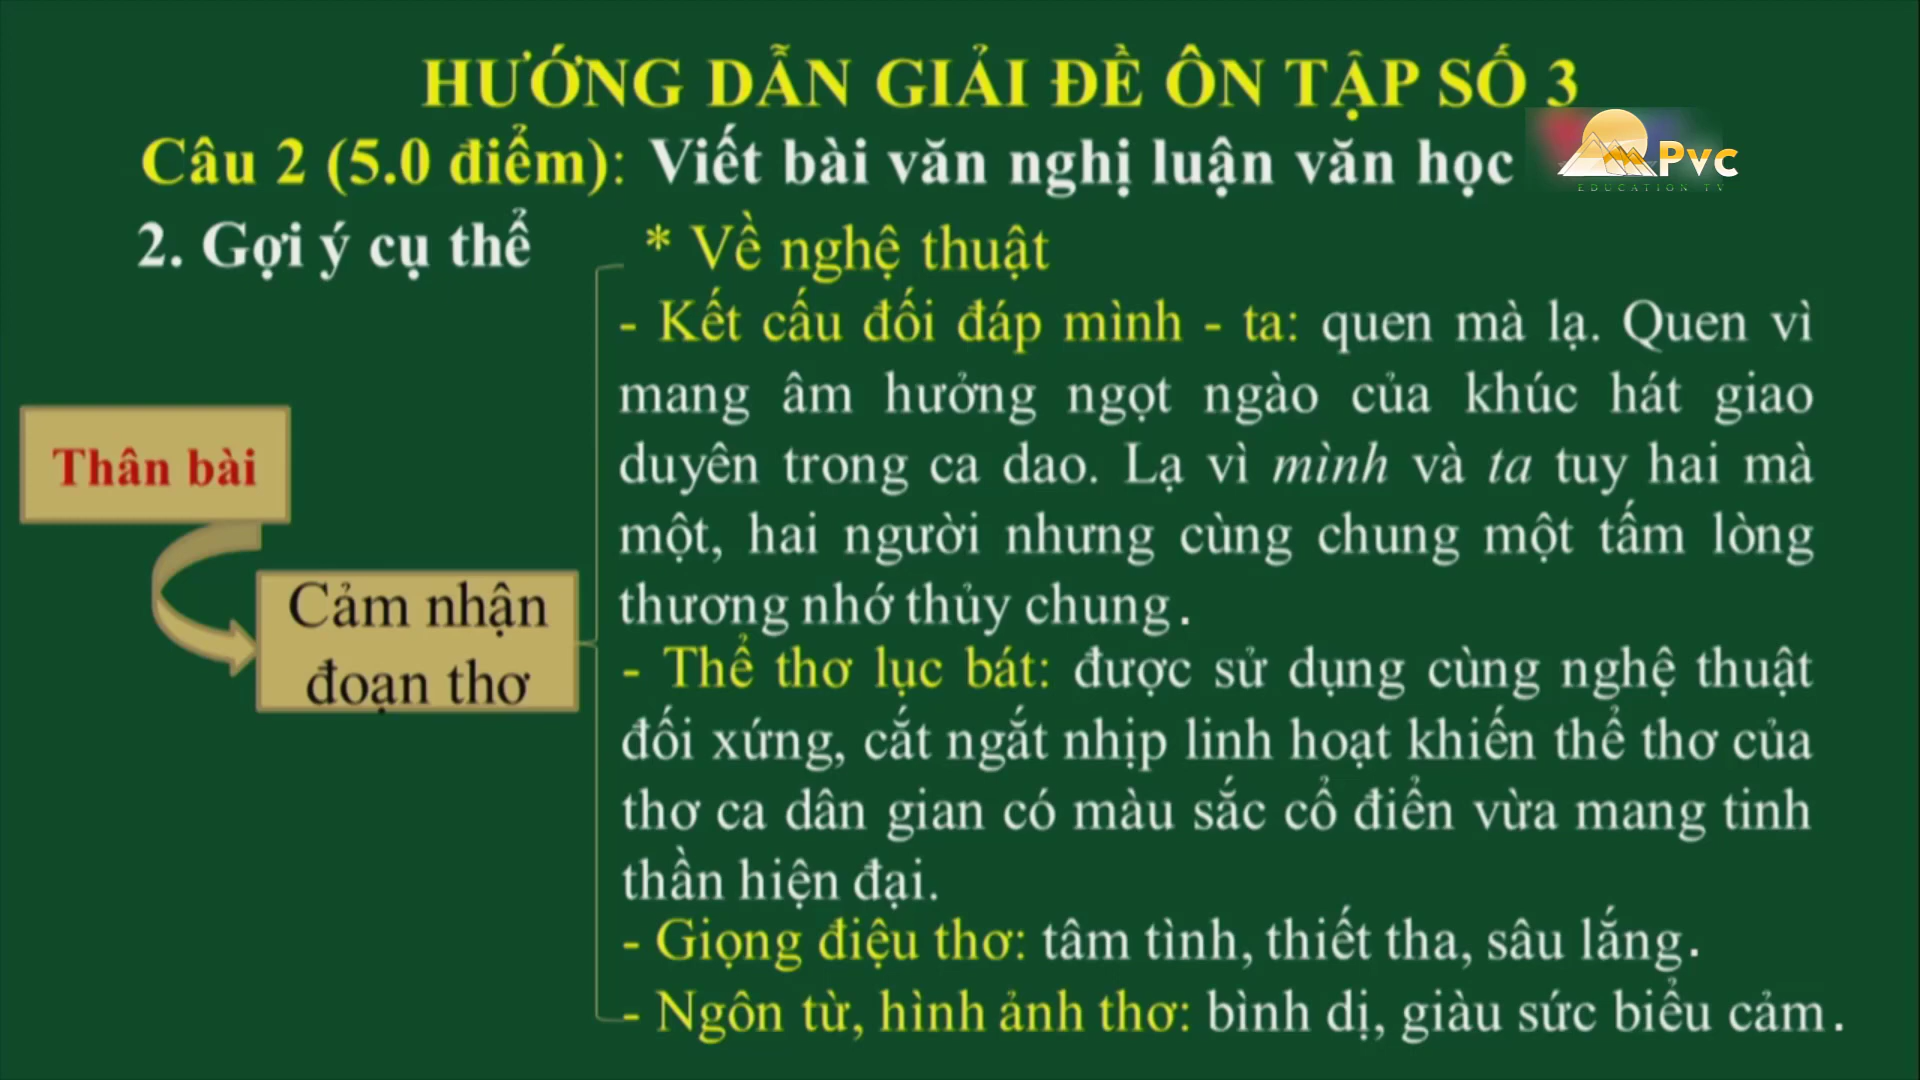 HƯỚNG DẪN GIẢI ĐỀ ÔN TẬP SỐ 3
Câu 2 (5.0 điểm): Viết bài văn nghị luận văn học
Pvc
EDUCATION TV
2. Gợi ý cụ thể
* Về nghệ thuật
- Kết cấu đối đáp mình - ta: quen mà lạ. Quen vì
mang âm hưởng ngọt ngào của khúc hát giao
duyên trong ca dao. Lạ vì mình và ta tuy hai mà
một, hai người nhưng cùng chung một tấm lòng
thương nhớ thủy chung.
- Thể thơ lục bát: được sử dụng cùng nghệ thuật
đối xứng, cắt ngắt nhịp linh hoạt khiến thể thơ của
thơ ca dân gian có màu sắc cổ điển vừa mang tinh
thần hiện đại.
- Giọng điệu thơ: tâm tình, thiết tha, sâu lắng.
- Ngôn từ, hình ảnh thơ: bình dị, giàu sức biểu cảm.
Thân bài
Cảm nhận
đoạn thơ